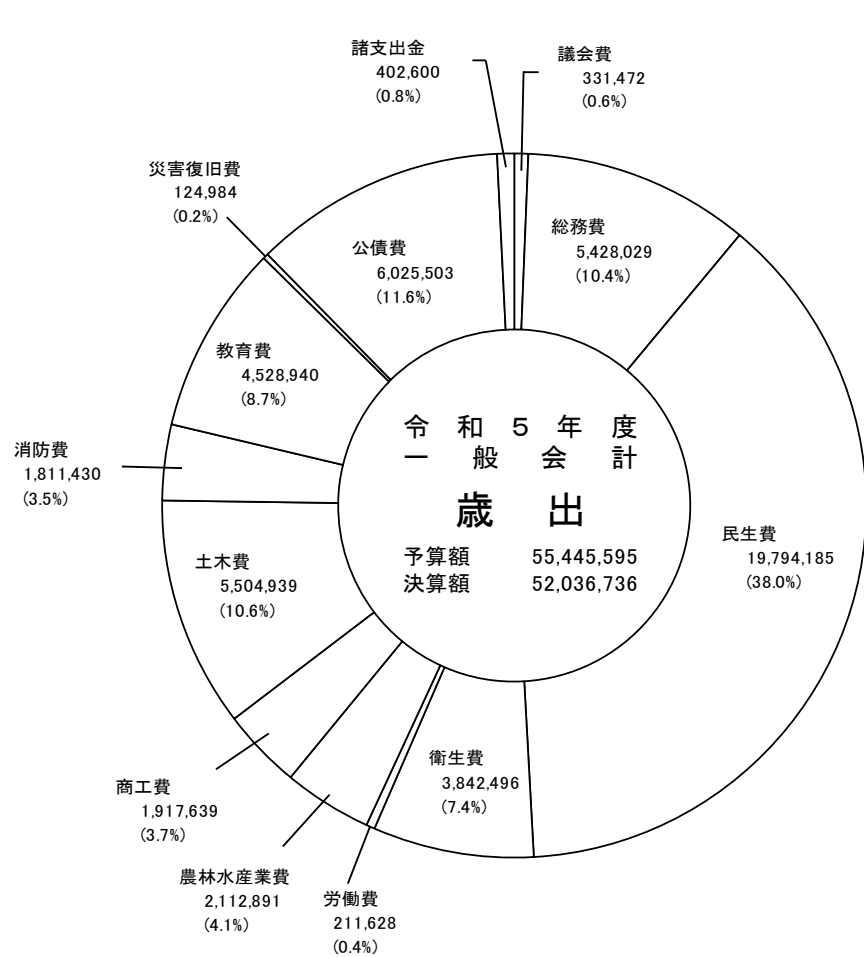 諸支出金
402,600
(0.8%)
議会費
331,472
(0.6%)
災害復旧費
124,984
(0.2%)
公債費
6,025,503
(11.6%)
総務費
5,428,029
(10.4%)
教育費
4,528,940
(8.7%)
消防費
1,811,430
(3.5%)
令和5年度
一般会計
歳出
予算額 55,445,595
決算額 52,036,736
民生費
19,794,185
(38.0%)
土木費
5,504,939
(10.6%)
衛生費
3,842,496
(7.4%)
商工費
1,917,639
(3.7%)
農林水産業費
2,112,891
(4.1%)
労働費
211,628
(0.4%)